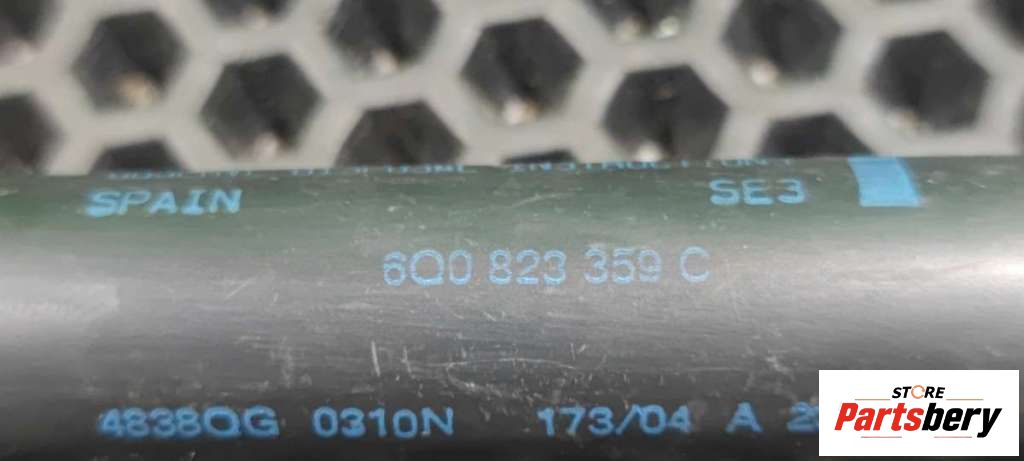 SPAIN SE3
6Q0 823 359 C
4838QG 0310N 173/04 A
STORE
Partsbery